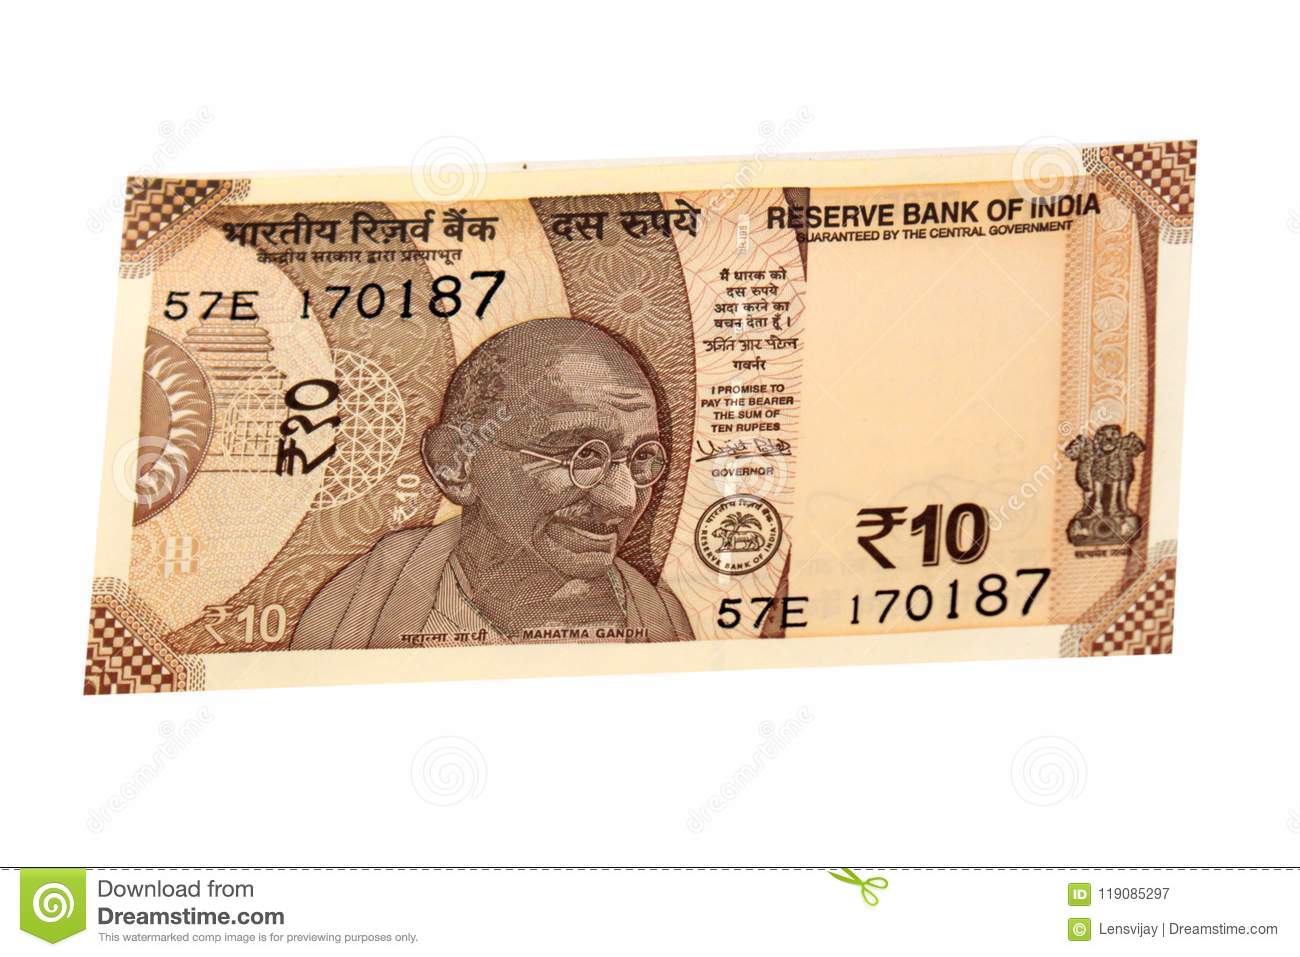 भारतीय रिज़र्व बैंक
केन्द्रीय सरकार द्वारा प्रत्याभूत
दस रुपये
RESERVE BANK OF INDIA
GUARANTEED BY THE CENTRAL GOVERNMENT
57E 170187
₹१०
मैं धारक को
दस रुपये
अदा करने का
वचन देता हूँ ।
गवर्नर
I PROMISE TO
PAY THE BEARER
THE SUM OF
TEN RUPEES
GOVERNOR
10
भारतीय रिज़र्व बैंक
RESERVE BANK OF INDIA
₹10
सत्यमेव जयते
57E 170187
₹10
महात्मा गांधी
MAHATMA GANDHI
dreamstime
Download from
Dreamstime.com
This watermarked comp image is for previewing purposes only.
ID 119085297
© Lensvijay | Dreamstime.com